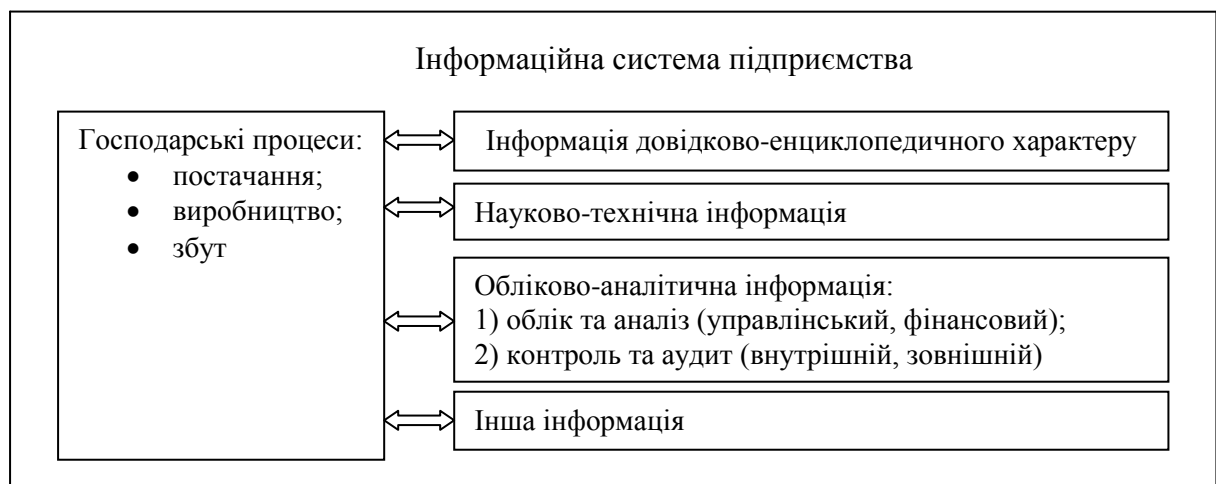 Інформаційна система підприємства
Господарські процеси:
• постачання;
• виробництво;
• збут
Інформація довідково-енциклопедичного характеру
Науково-технічна інформація
Обліково-аналітична інформація:
1) облік та аналіз (управлінський, фінансовий);
2) контроль та аудит (внутрішній, зовнішній)
Інша інформація